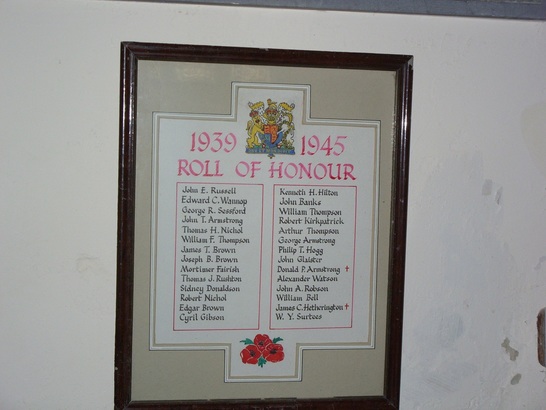 1939 1945
ROLL OF HONOUR
John E. Russell
Edward C. Wannop
George R. Sessford
John T. Armstrong
Thomas H. Nichol
William F. Thompson
James T. Brown
Joseph B. Brown
Mortimer Fairish
Thomas J. Rushton
Sidney Donaldson
Robert Nichol
Edgar Brown
Cyril Gibson
Kenneth H. Hilton
John Banks
William Thompson
Robert Kirkpatrick
Arthur Thompson
George Armstrong
Philip T. Hogg
John Glaister
Donald P. Armstrong †
Alexander Watson
John A. Robson
William Bell
James C. Hetherington †
W. Y. Surtees